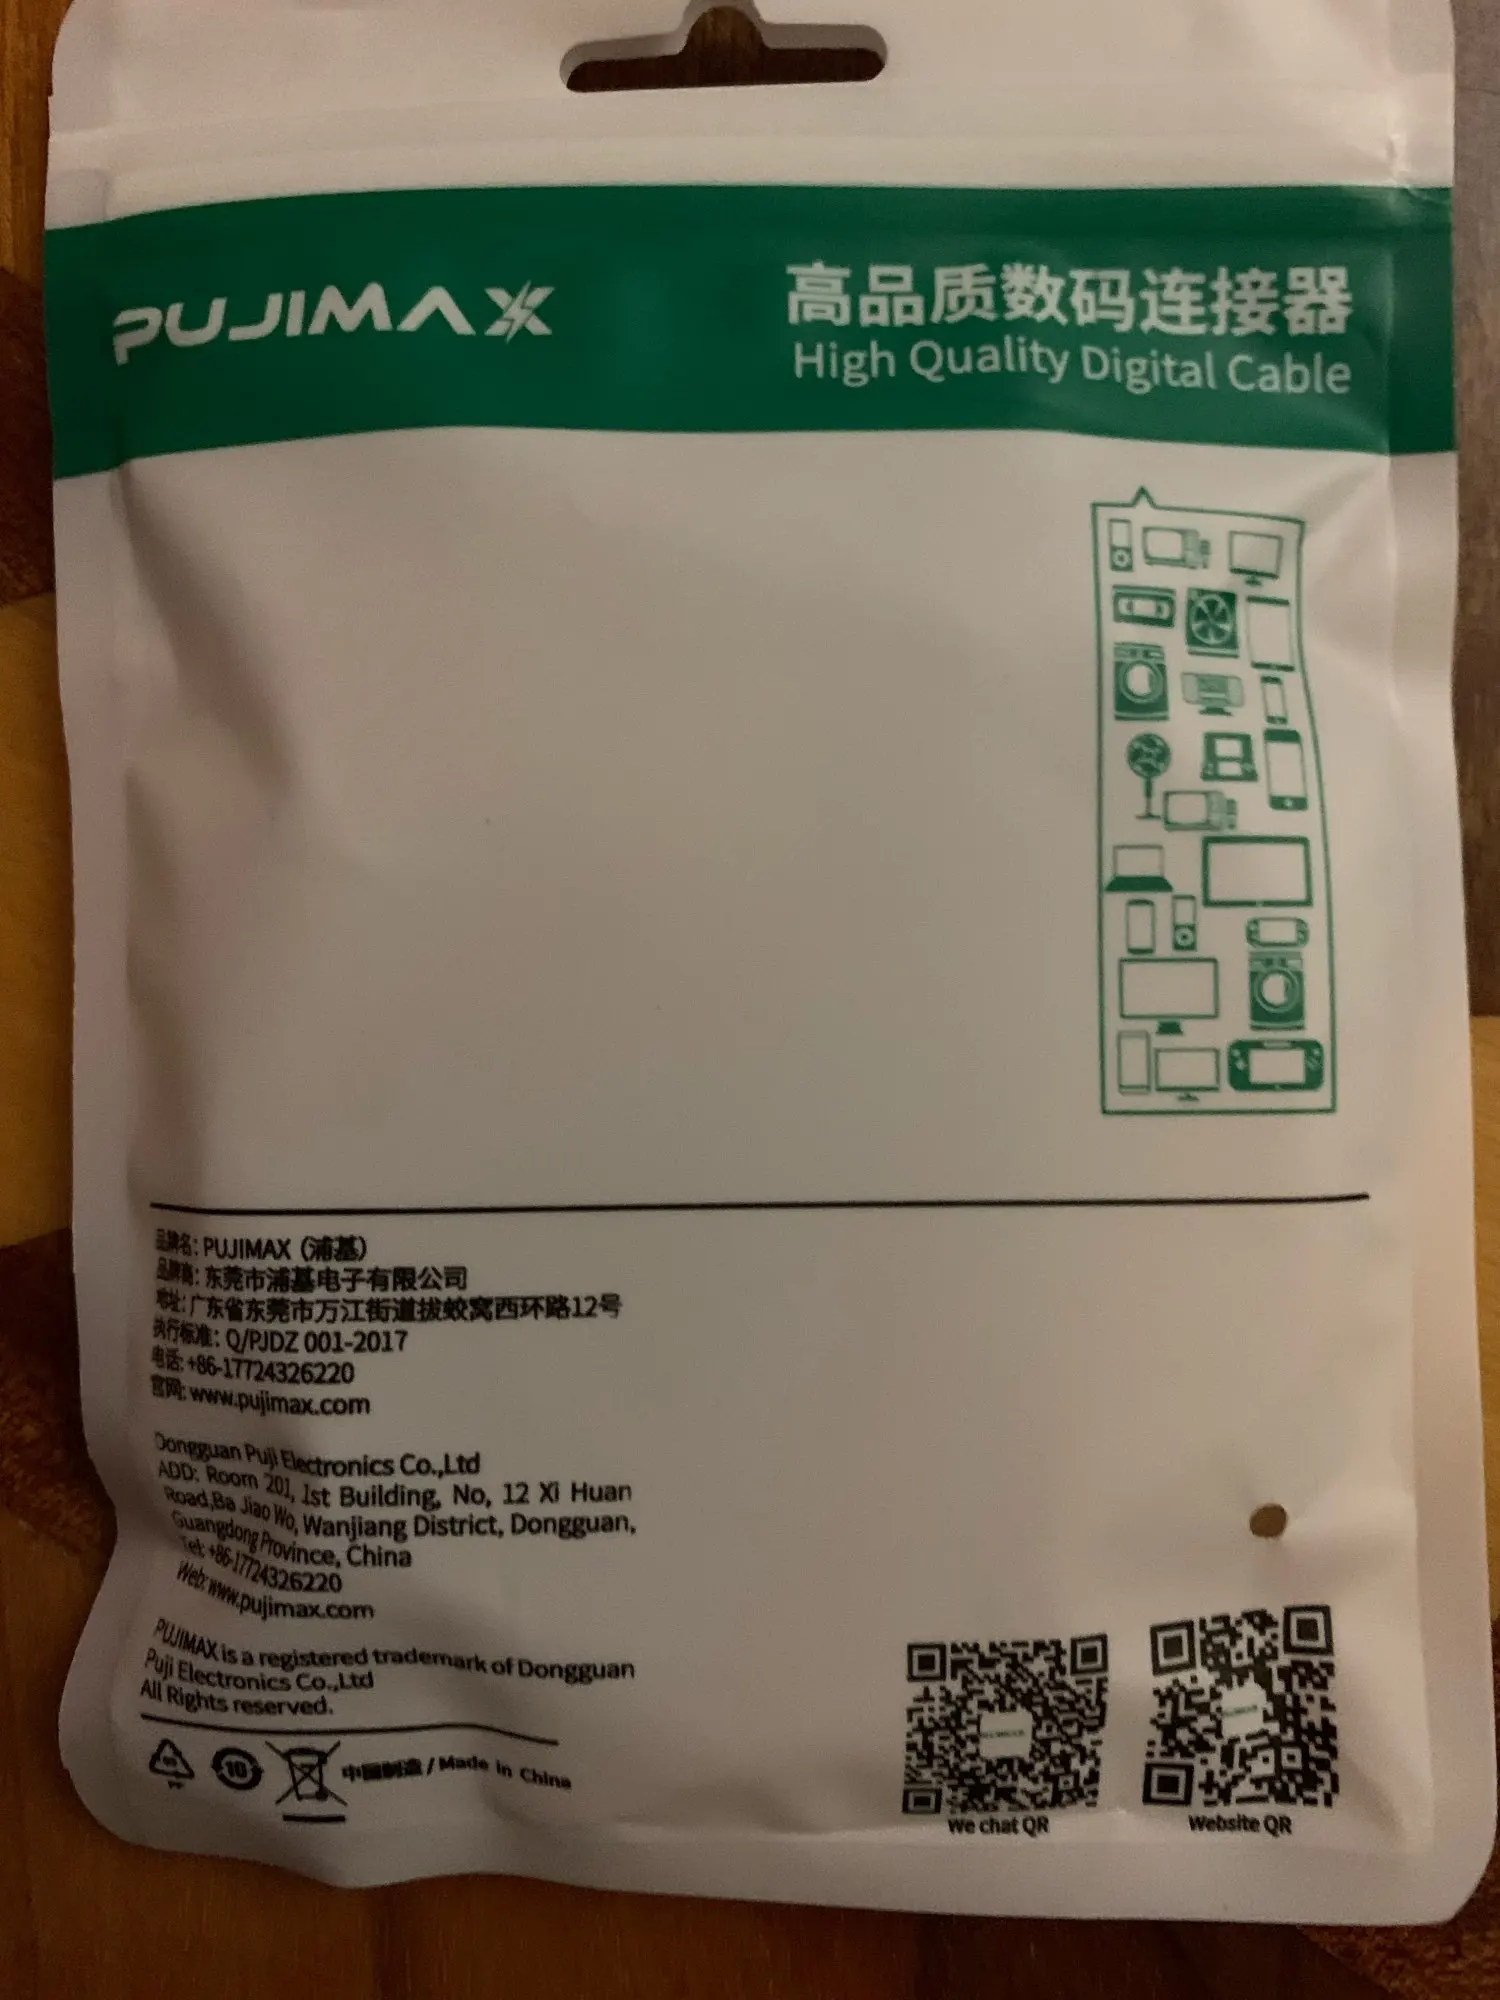 PUJIMAX
高品质数码连接器
High Quality Digital Cable
品牌名: PUJIMAX (浦基)
品牌商: 东莞市浦基电子有限公司
地址: 广东省东莞市万江街道拔蛟窝西环路12号
执行标准: Q/PJDZ 001-2017
电话: +86-17724326220
官网: www.pujimax.com
Dongguan Puji Electronics Co.,Ltd
ADD: Room 201, 1st Building, No, 12 Xi Huan
Road,Ba Jiao Wo, Wanjiang District, Dongguan,
Guangdong Province, China
Tel: +86-17724326220
Web: www.pujimax.com
PUJIMAX is a registered trademark of Dongguan
Puji Electronics Co.,Ltd
All Rights reserved.
05
PP
10
中国制造 / Made in China
We chat QR
Website QR